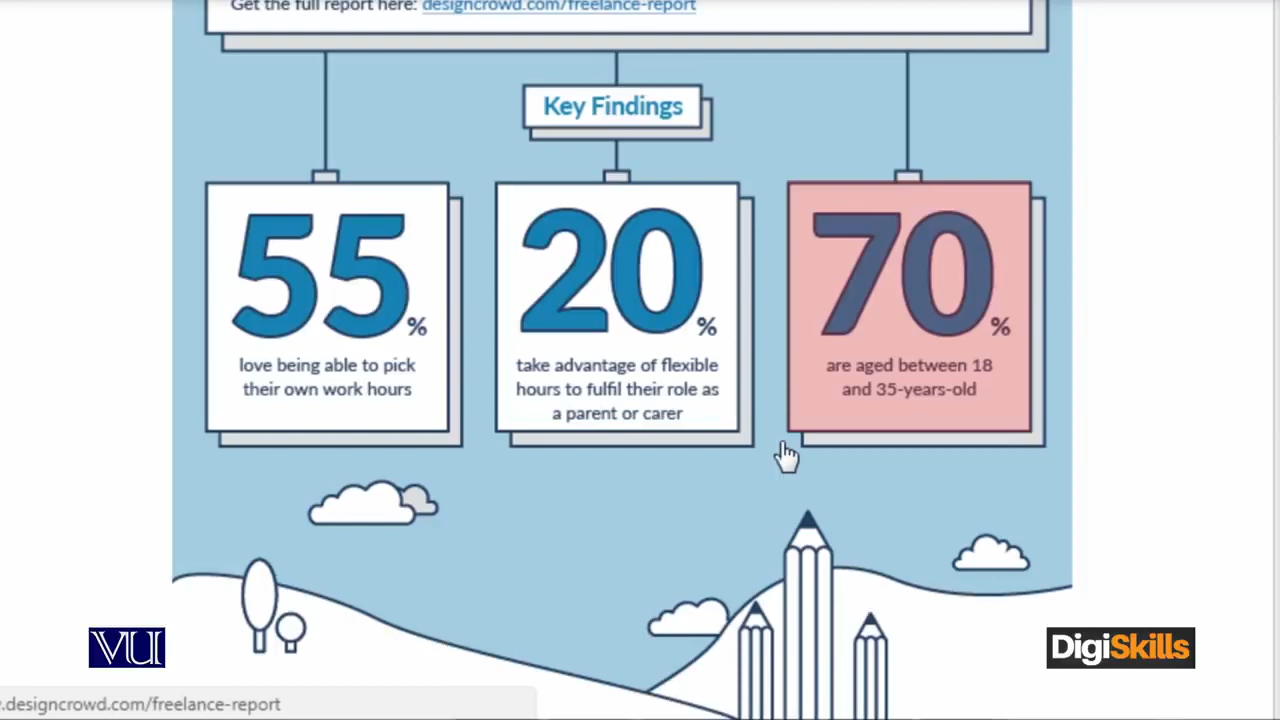 Get the full report here: designcrowd.com/freelance-report
Key Findings
55%
love being able to pick
their own work hours
20%
take advantage of flexible
hours to fulfil their role as
a parent or carer
70%
are aged between 18
and 35-years-old
VU
DigiSkills
.designcrowd.com/freelance-report